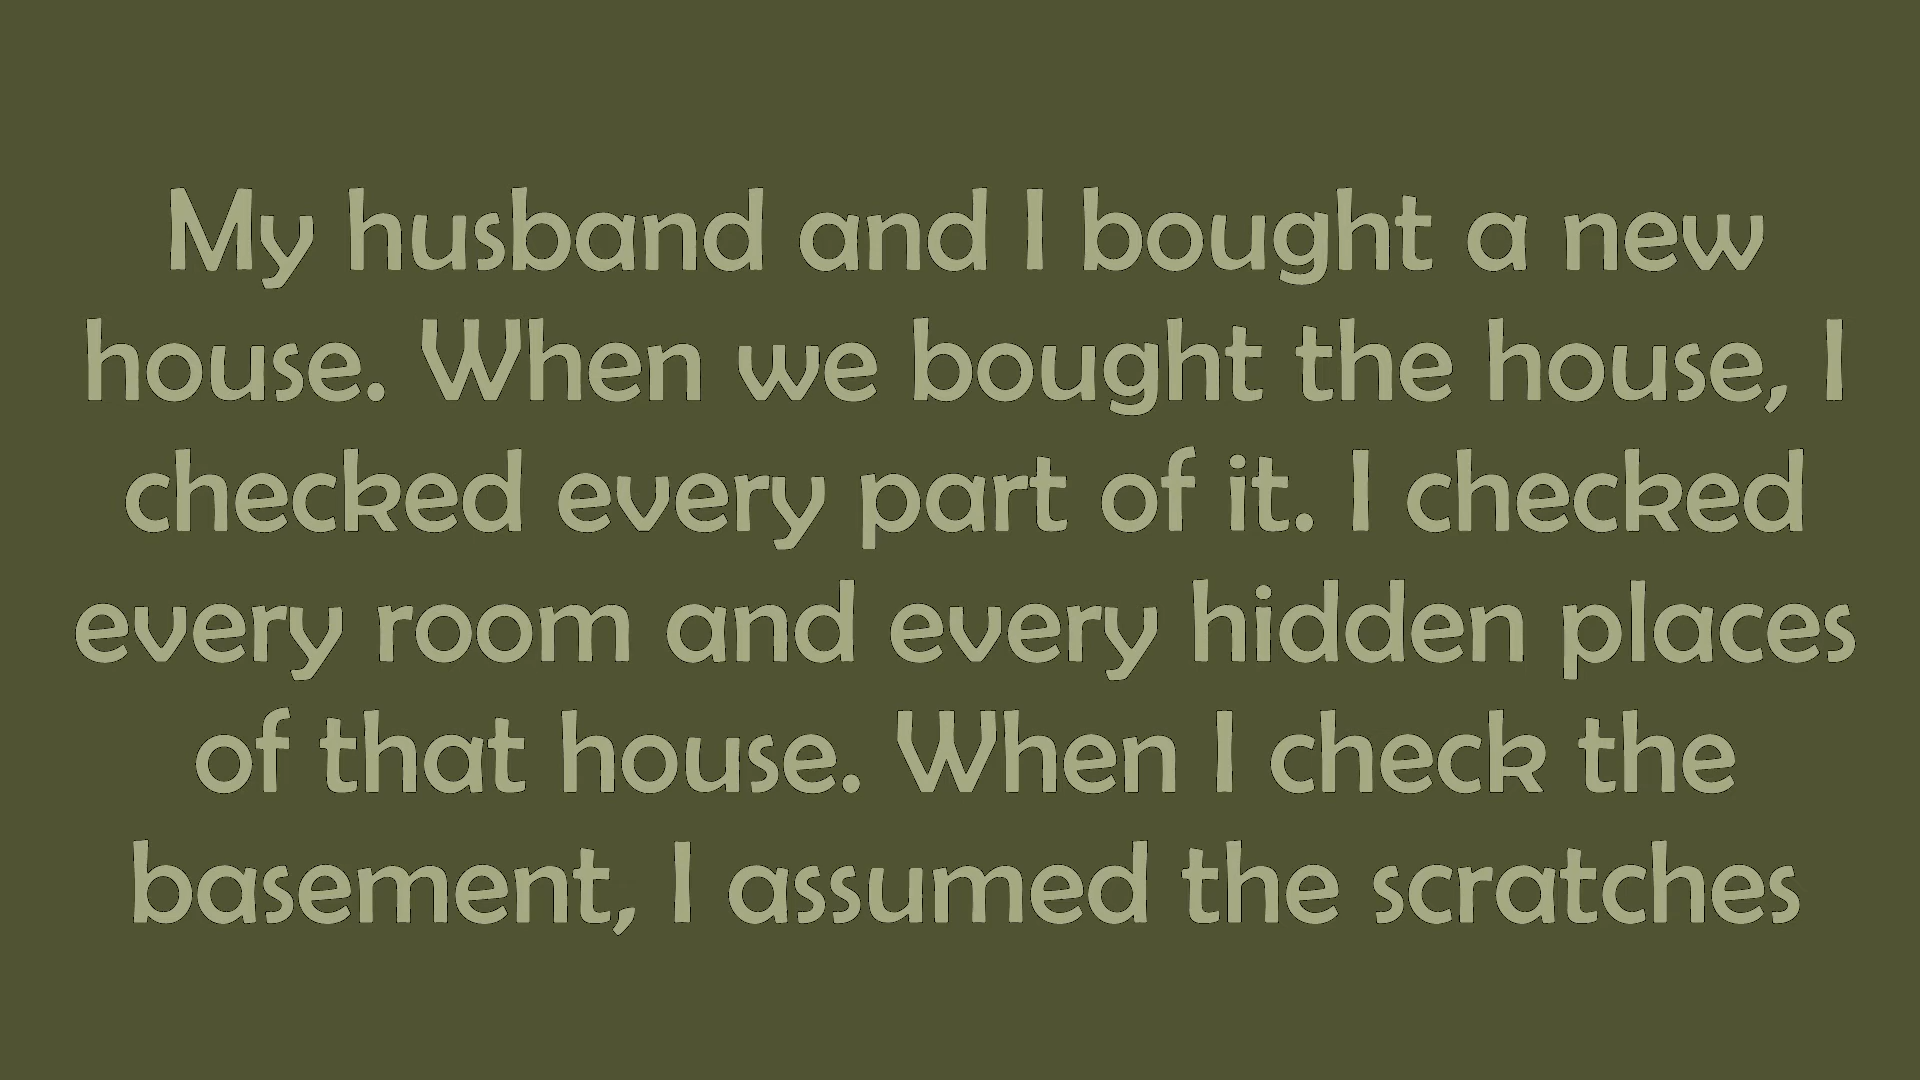 My husband and I bought a new
house. When we bought the house, I
checked every part of it. I checked
every room and every hidden places
of that house. When I check the
basement, I assumed the scratches